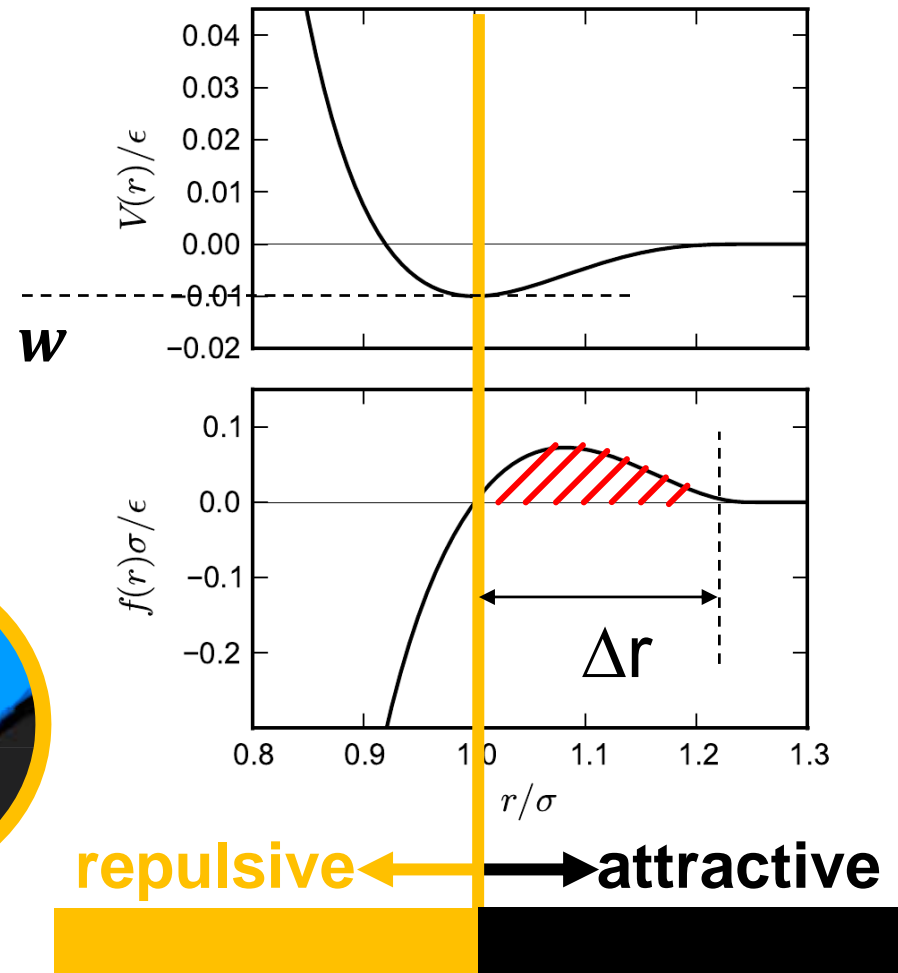 0.04
0.03
0.02
0.01
0.00
−0.01
−0.02
V(r)/ϵ
w
0.1
0.0
−0.1
−0.2
f(r)σ/ϵ
Δr
0.8 0.9 1.0 1.1 1.2 1.3
r/σ
repulsive attractive